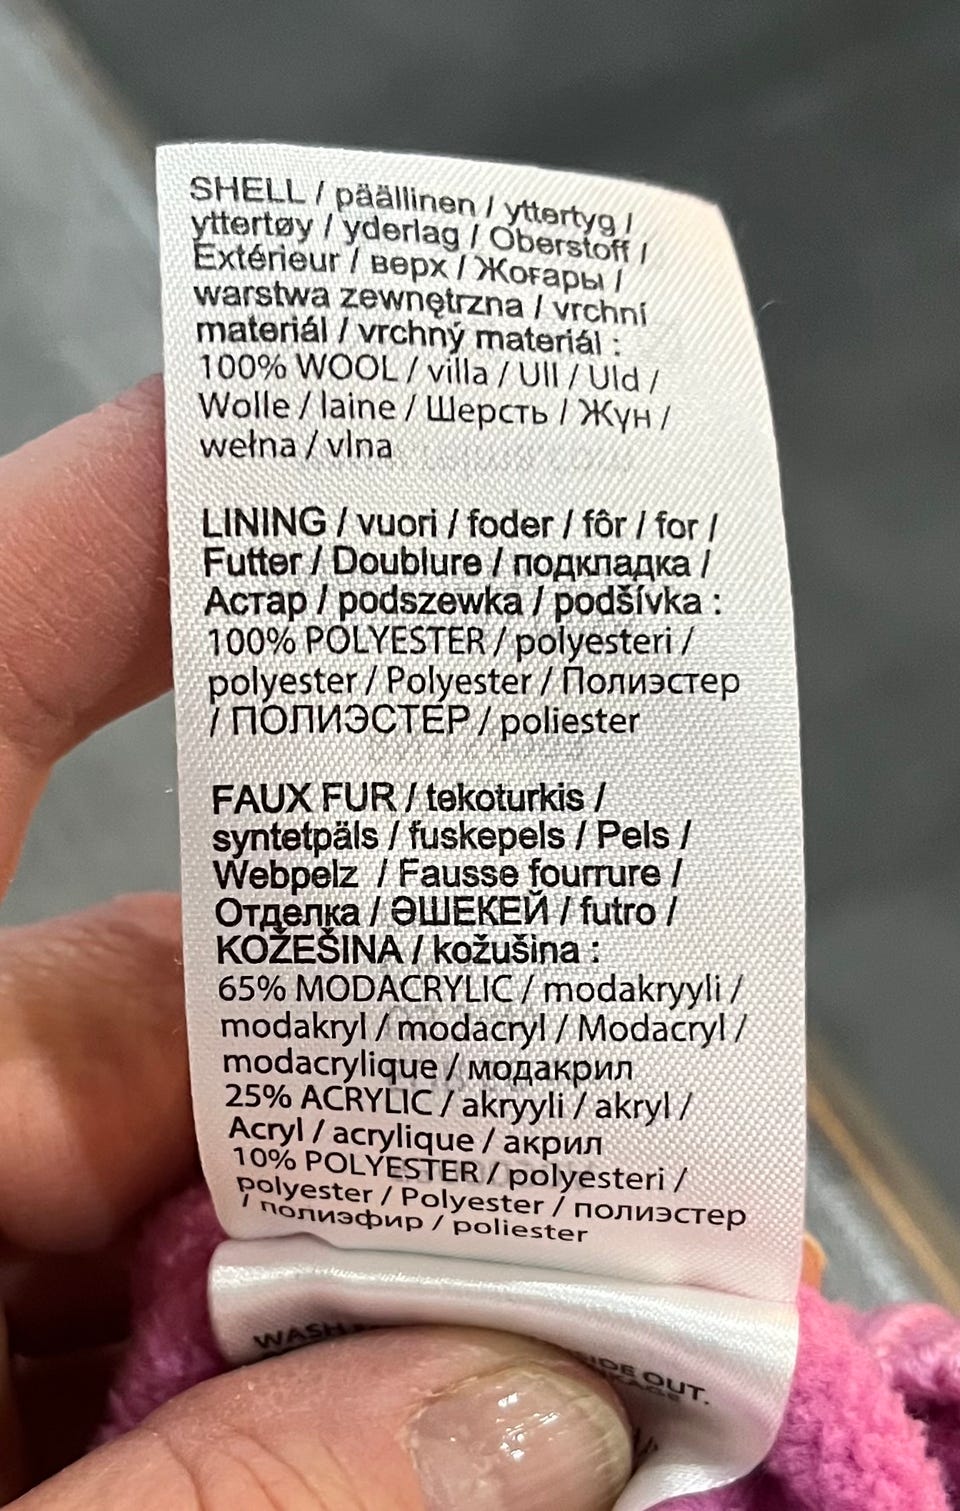 SHELL / päällinen / yttertyg /
yttertøy / yderlag / Oberstoff /
Extérieur / верх / Жоғары /
warstwa zewnętrzna / vrchní
materiál / vrchný materiál :
100% WOOL / villa / Ull / Uld /
Wolle / laine / Шерсть / Жүн /
wełna / vlna
LINING / vuori / foder / fôr / for /
Futter / Doublure / подкладка /
Астар / podszewka / podšívka :
100% POLYESTER / polyesteri /
polyester / Polyester / Полиэстер
/ ПОЛИЭСТЕР / poliester
FAUX FUR / tekoturkis /
syntetpäls / fuskepels / Pels /
Webpelz / Fausse fourrure /
Отделка / ӘШЕКЕЙ / futro /
KOŽEŠINA / kožušina :
65% MODACRYLIC / modakryyli /
modakryl / modacryl / Modacryl /
modacrylique / модакрил
25% ACRYLIC / akryyli / akryl /
Acryl / acrylique / акрил
10% POLYESTER / polyesteri /
polyester / Polyester / полиэстер
/ полиэфир / poliester
WASH
OUT.